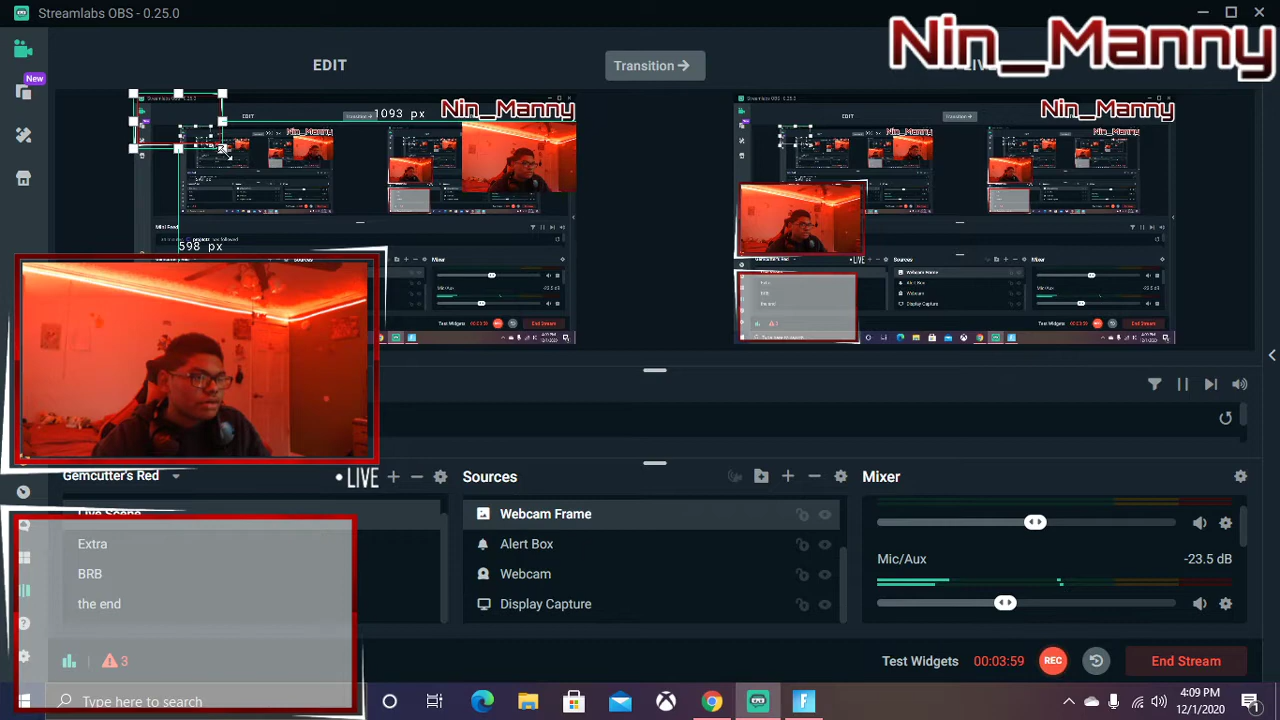 Streamlabs OBS - 0.25.0
Nin_Manny
New
EDIT
Transition
Nin_Manny
1093 px
Nin_Manny
598 px
Gemcutter's Red
LIVE
Sources
Mixer
Live Scene
Extra
BRB
the end
Webcam Frame
Alert Box
Webcam
Display Capture
Mic/Aux
-23.5 dB
3
Test Widgets
00:03:59
REC
End Stream
Type here to search
4:09 PM
12/1/2020
1